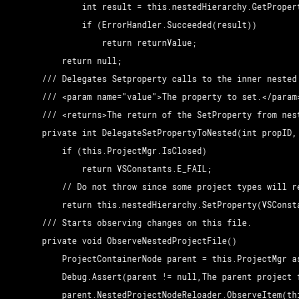 int result = this.nestedHierarchy.GetPropert
if (ErrorHandler.Succeeded(result))
return returnValue;
return null;
/// Delegates Setproperty calls to the inner nested
/// <param name="value">The property to set.</param>
/// <returns>The return of the SetProperty from nest
private int DelegateSetPropertyToNested(int propID,
if (this.ProjectMgr.IsClosed)
return VSConstants.E_FAIL;
// Do not throw since some project types will re
return this.nestedHierarchy.SetProperty(VSConsta
/// Starts observing changes on this file.
private void ObserveNestedProjectFile()
ProjectContainerNode parent = this.ProjectMgr as
Debug.Assert(parent != null,The parent project
parent.NestedProjectNodeReloader.ObserveItem(thi